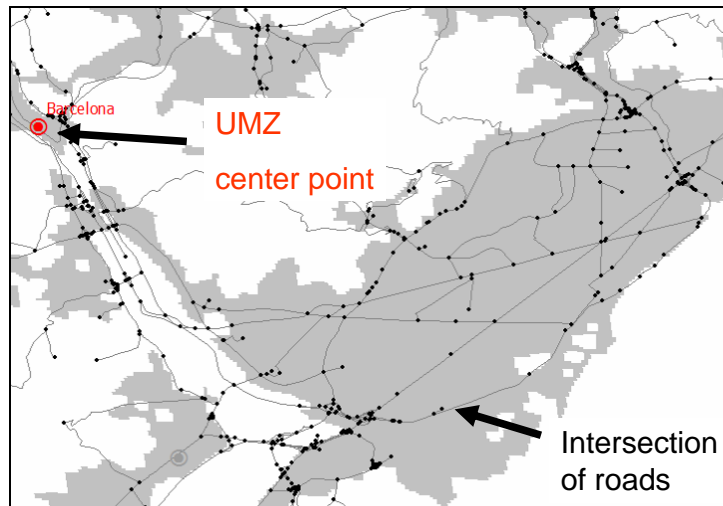 Barcelona
UMZ
center point
Intersection
of roads